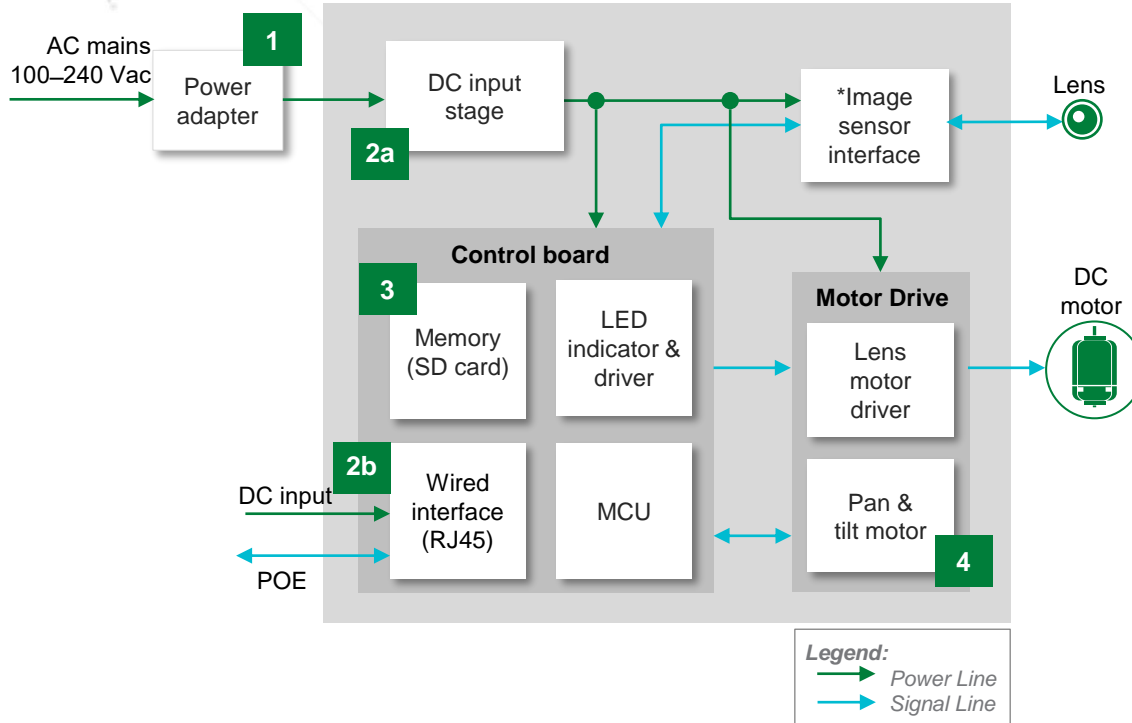 AC mains
100–240 Vac
1
Power
adapter
DC input
stage
2a
*Image
sensor
interface
Lens
Control board
3
Memory
(SD card)
LED
indicator &
driver
Motor Drive
Lens
motor
driver
DC
motor
2b
DC input
POE
Wired
interface
(RJ45)
MCU
Pan &
tilt motor
4
Legend:
Power Line
Signal Line